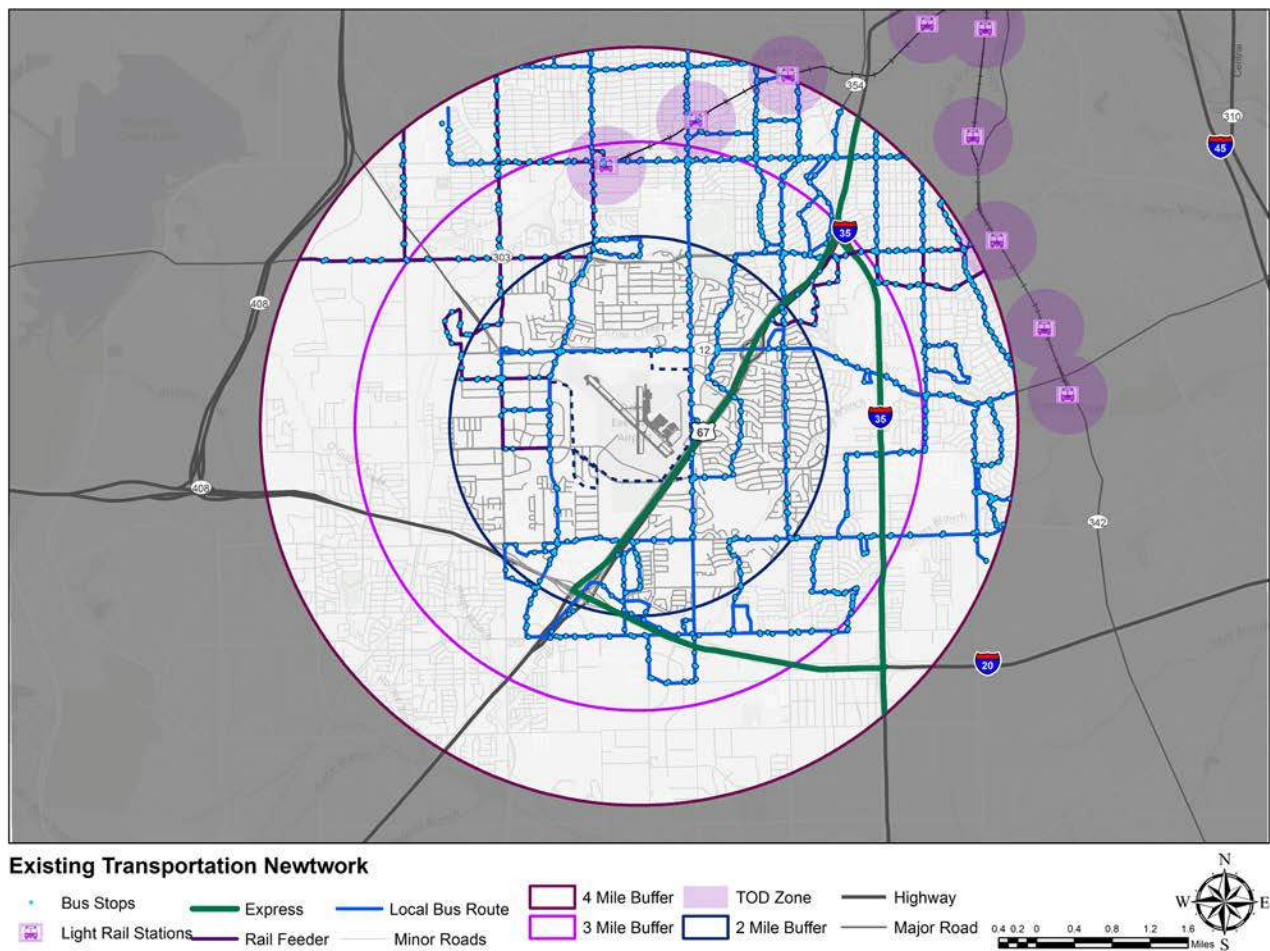 354
Central
310
45
35
303
408
12
67
Airport
35
408
342
20
Existing Transportation Newtwork
Bus Stops
Express
Local Bus Route
4 Mile Buffer
TOD Zone
Highway
Light Rail Stations
Rail Feeder
Minor Roads
3 Mile Buffer
2 Mile Buffer
Major Road
N
W E
S
0.4 0.2 0 0.4 0.8 1.2 1.6
Miles